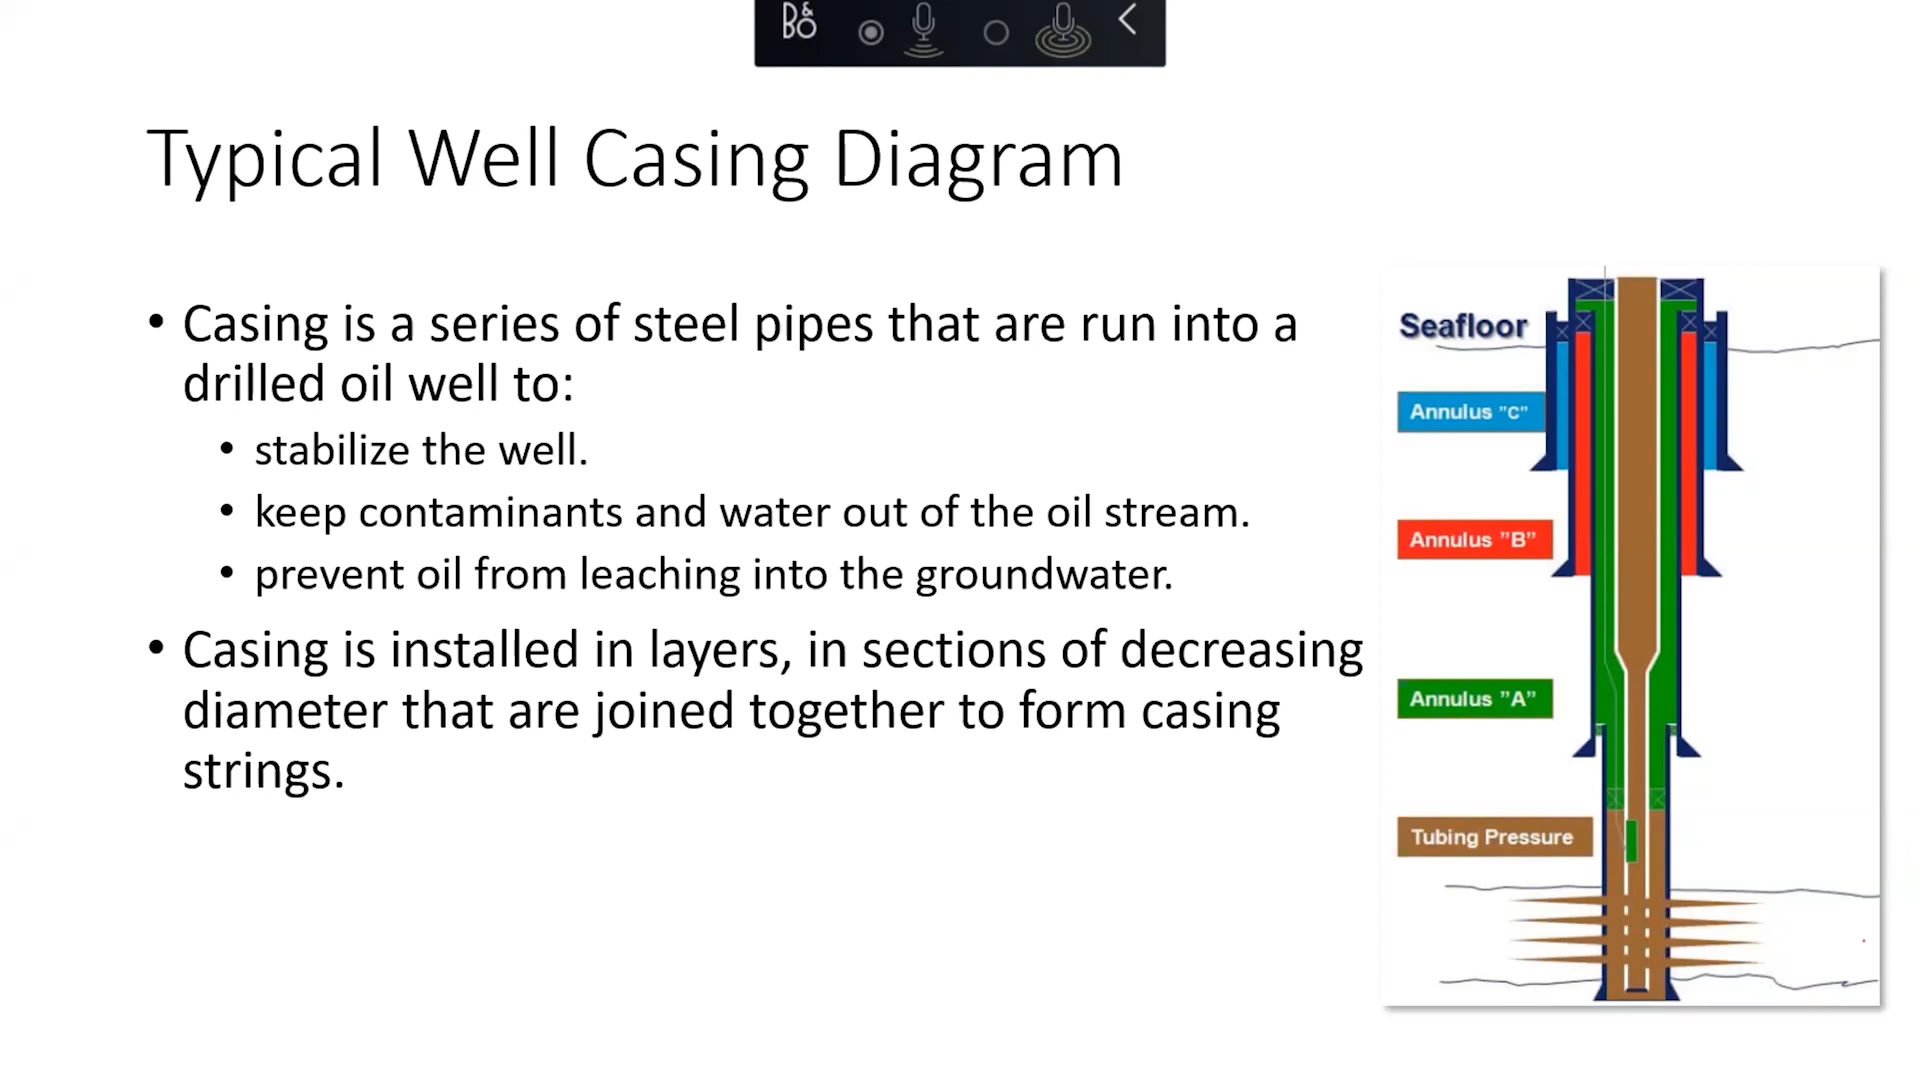 B&O
Typical Well Casing Diagram
• Casing is a series of steel pipes that are run into a
drilled oil well to:
• stabilize the well.
• keep contaminants and water out of the oil stream.
• prevent oil from leaching into the groundwater.
• Casing is installed in layers, in sections of decreasing
diameter that are joined together to form casing
strings.
Seafloor
Annulus ”C”
Annulus ”B”
Annulus ”A”
Tubing Pressure